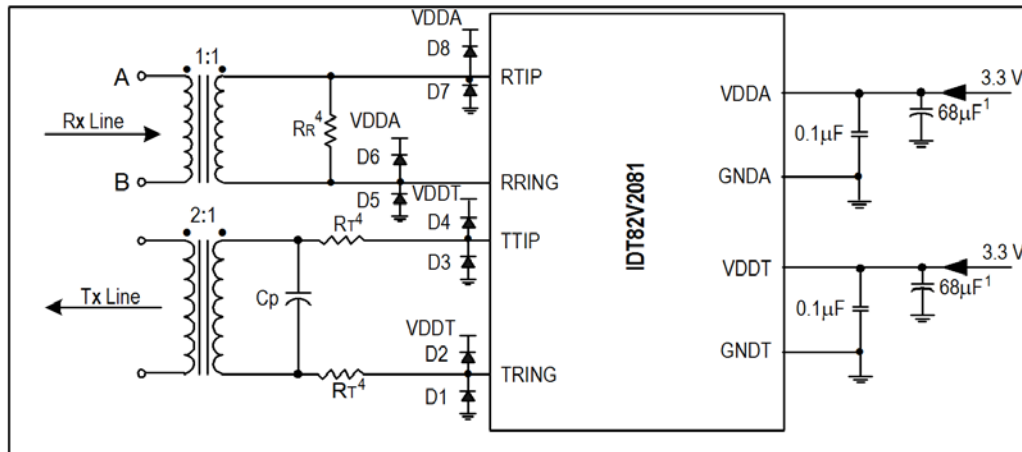 VDDA
D8
1:1
A
RTIP
D7
VDDA
3.3 V
68µF1
Rx Line
RR4
VDDA
0.1µF
D6
B
RRING
GNDA
D5
VDDT
2:1
D4
RT4
TTIP
IDT82V2081
D3
VDDT
3.3 V
68µF1
Tx Line
Cp
0.1µF
VDDT
D2
GNDT
TRING
RT4
D1